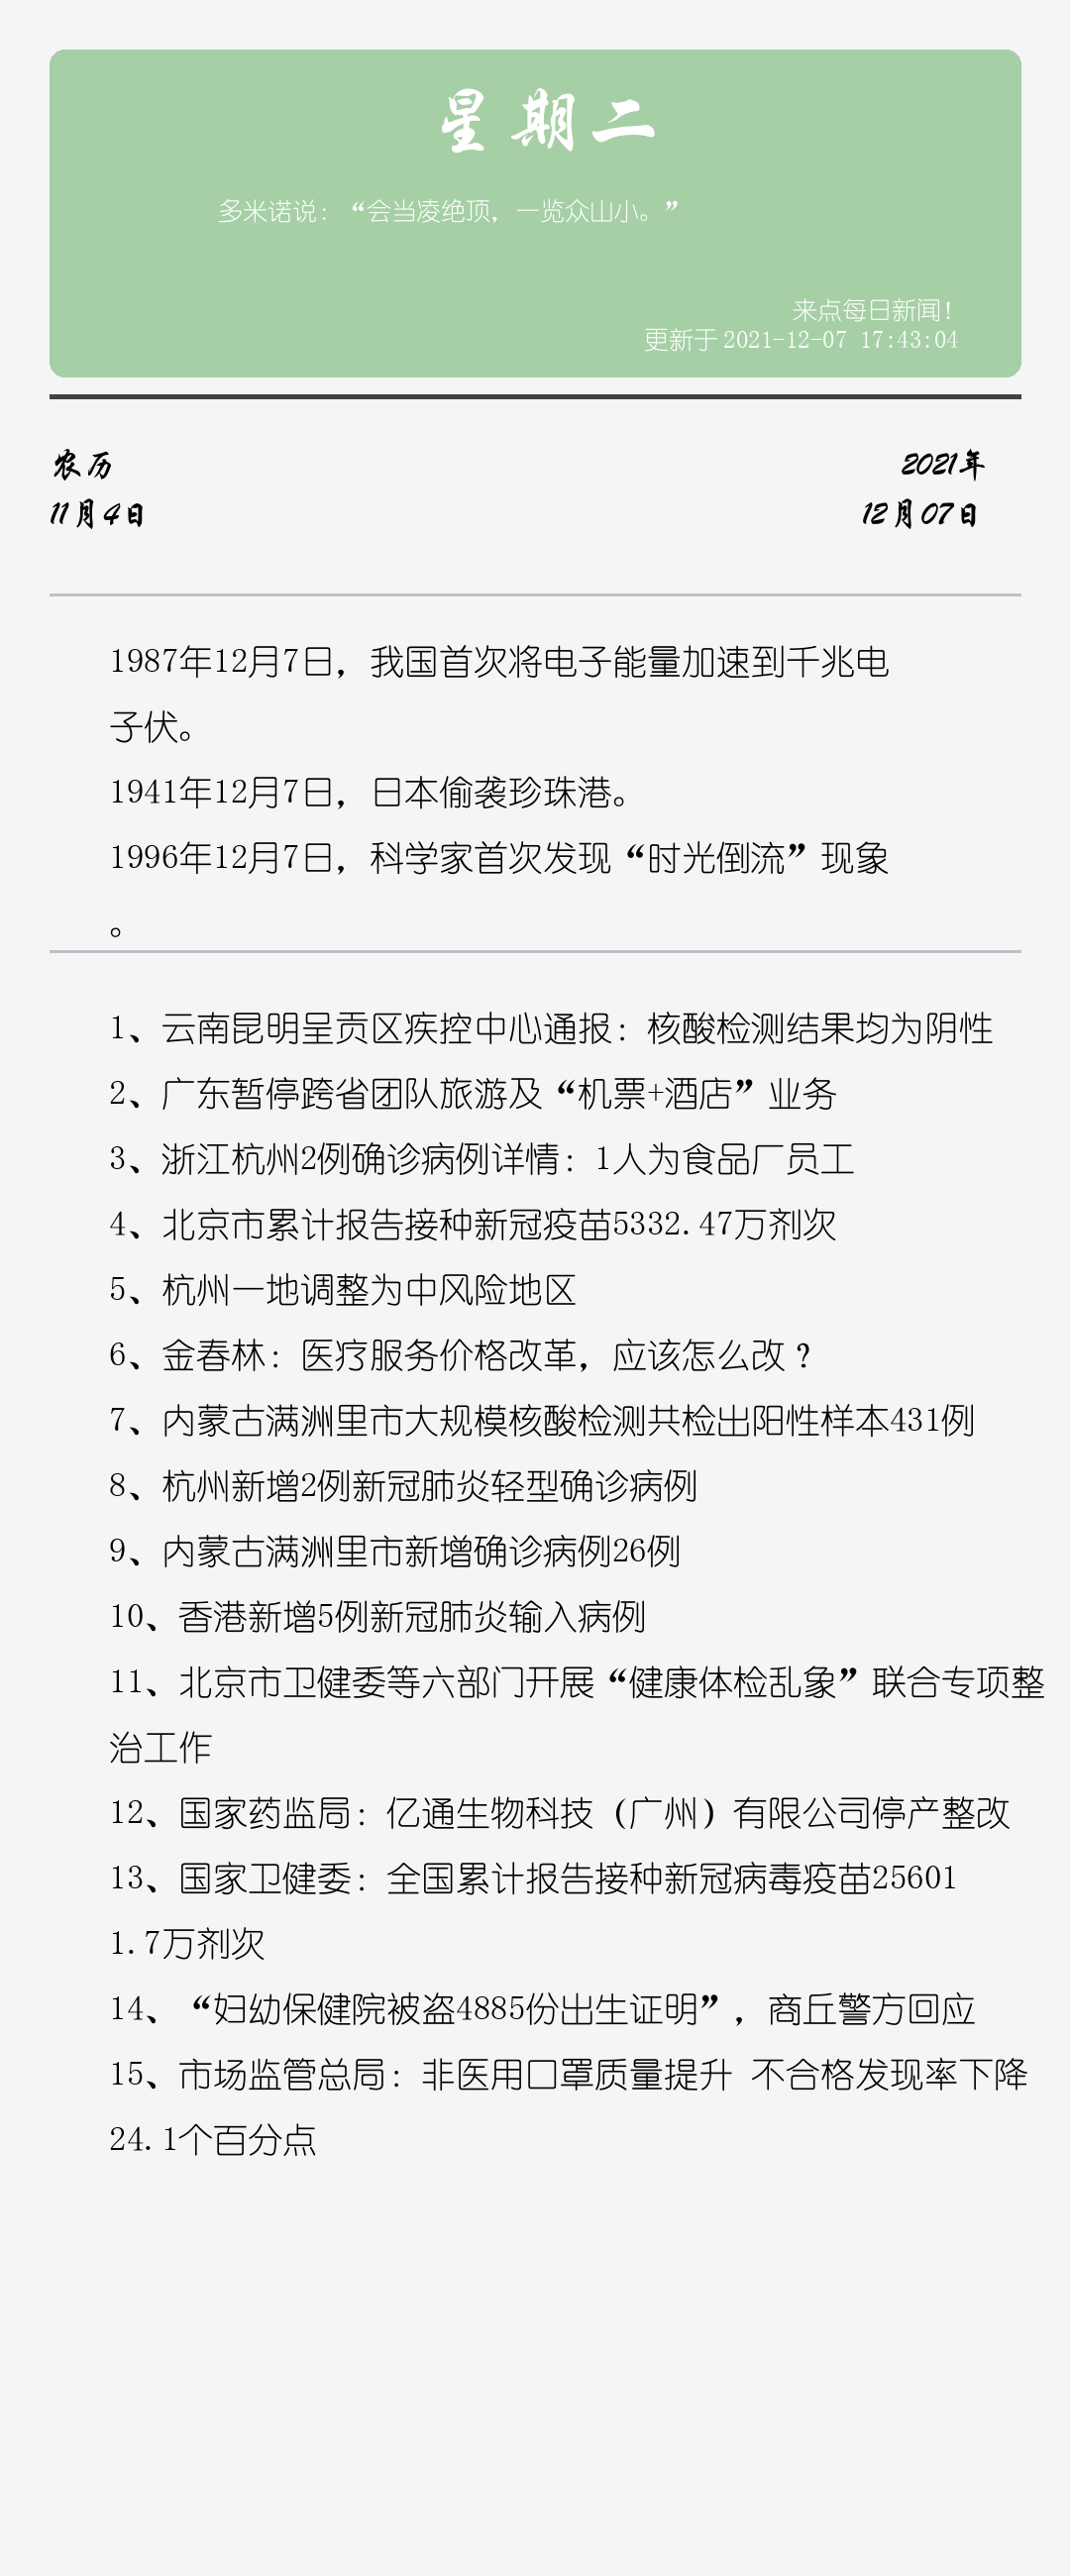 星期二
多米诺说：“会当凌绝顶，一览众山小。”
来点每日新闻！
更新于 2021-12-07 17:43:04
农历
2021年
11月4日
12月07日
1987年12月7日，我国首次将电子能量加速到千兆电
子伏。
1941年12月7日，日本偷袭珍珠港。
1996年12月7日，科学家首次发现“时光倒流”现象
。
1、云南昆明呈贡区疾控中心通报：核酸检测结果均为阴性
2、广东暂停跨省团队旅游及“机票+酒店”业务
3、浙江杭州2例确诊病例详情：1人为食品厂员工
4、北京市累计报告接种新冠疫苗5332.47万剂次
5、杭州一地调整为中风险地区
6、金春林：医疗服务价格改革，应该怎么改？
7、内蒙古满洲里市大规模核酸检测共检出阳性样本431例
8、杭州新增2例新冠肺炎轻型确诊病例
9、内蒙古满洲里市新增确诊病例26例
10、香港新增5例新冠肺炎输入病例
11、北京市卫健委等六部门开展“健康体检乱象”联合专项整
治工作
12、国家药监局：亿通生物科技（广州）有限公司停产整改
13、国家卫健委：全国累计报告接种新冠病毒疫苗25601
1.7万剂次
14、“妇幼保健院被盗4885份出生证明”，商丘警方回应
15、市场监管总局：非医用口罩质量提升 不合格发现率下降
24.1个百分点